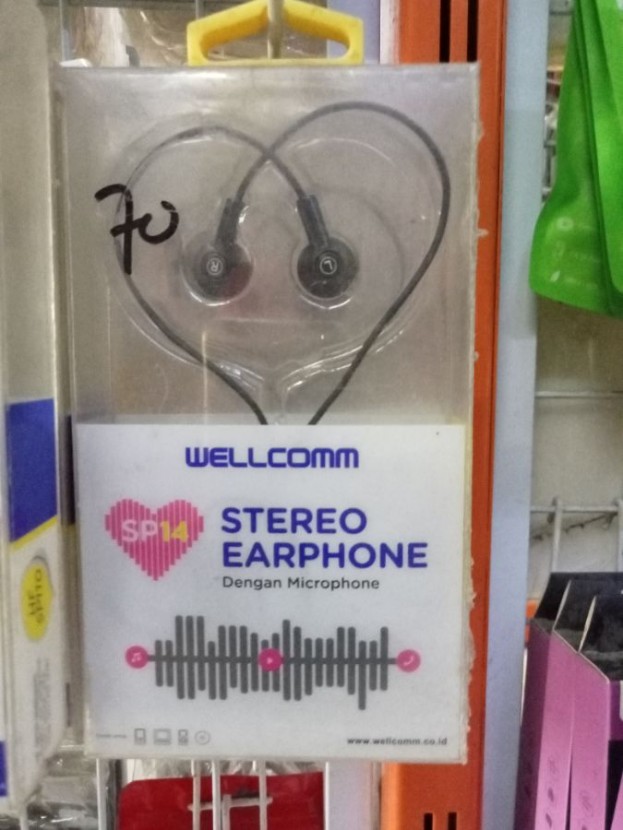 70
R
L
WELLCOMM
SP14
STEREO
EARPHONE
Dengan Microphone
www.wellcomm.co.id